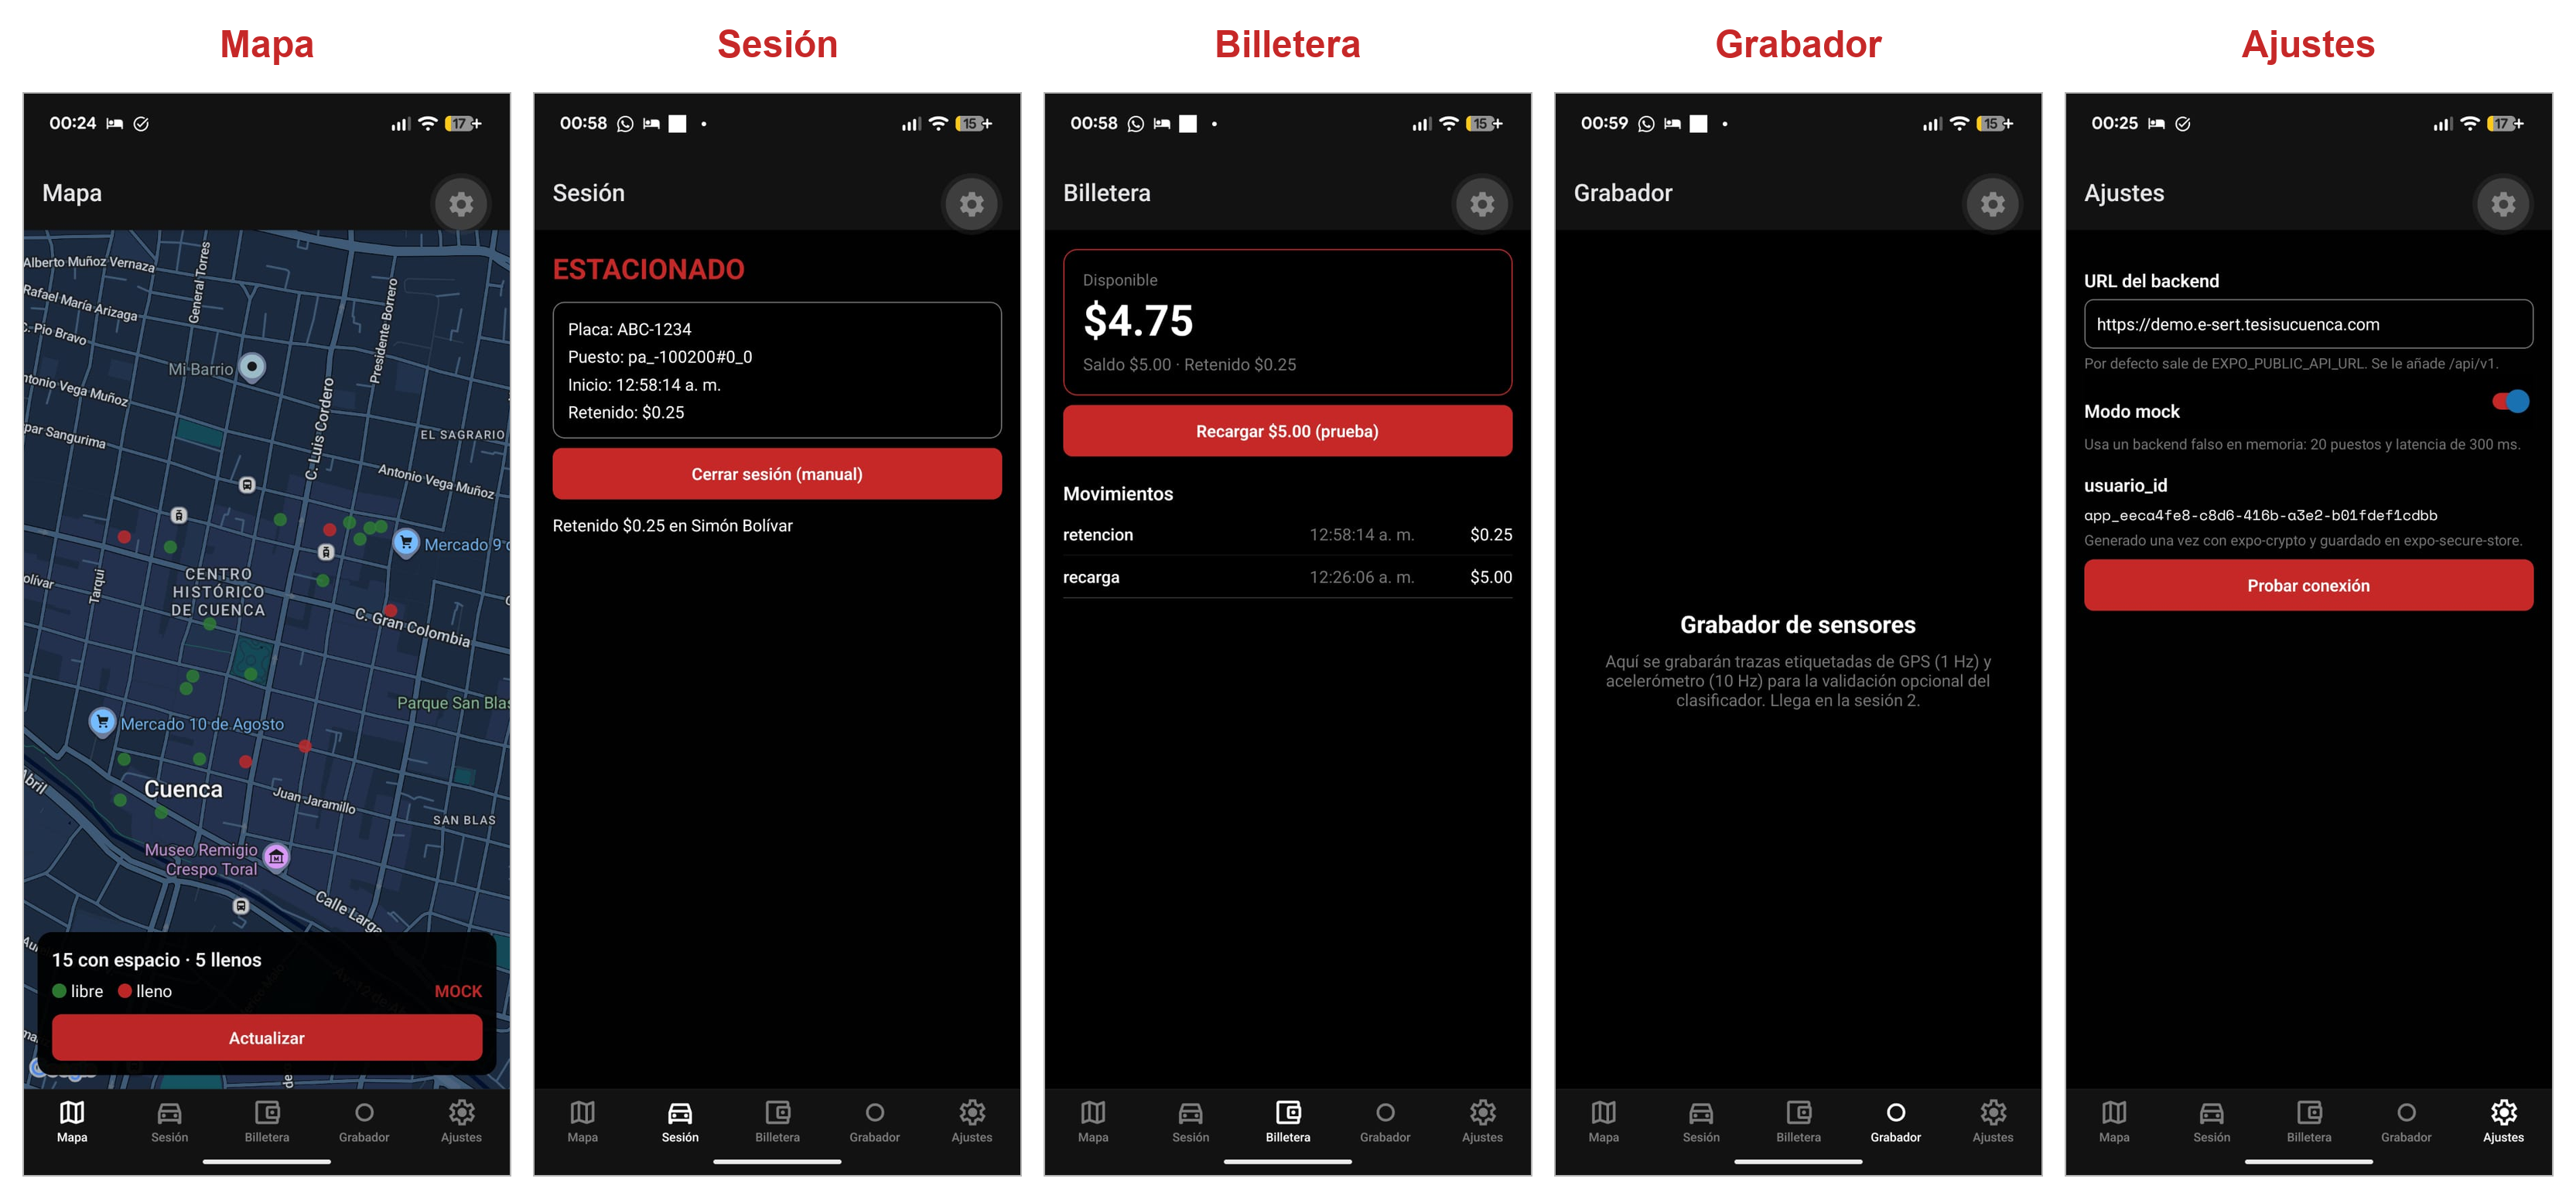 Mapa
Sesión
Billetera
Grabador
Ajustes
00:24
17
Mapa
Alberto Muñoz Vernaza
General Torres
Rafael María Arizaga
C. Pio Bravo
Presidente Borrero
Mi Barrio
C. Luis Cordero
EL SAGRARIO
Antonio Vega Muñoz
Mercado 9
Tarqui
CENTRO
HISTÓRICO
DE CUENCA
C. Gran Colombia
Parque San Blas
Mercado 10 de Agosto
Cuenca
Juan Jaramillo
SAN BLAS
Museo Remigio
Crespo Toral
Calle Larga
15 con espacio · 5 llenos
libre
lleno
MOCK
Actualizar
Mapa
Sesión
Billetera
Grabador
Ajustes
00:58
15
Sesión
ESTACIONADO
Placa: ABC-1234
Puesto: pa_-100200#0_0
Inicio: 12:58:14 a. m.
Retenido: $0.25
Cerrar sesión (manual)
Retenido $0.25 en Simón Bolívar
Mapa
Sesión
Billetera
Grabador
Ajustes
00:58
15
Billetera
Disponible
$4.75
Saldo $5.00 · Retenido $0.25
Recargar $5.00 (prueba)
Movimientos
retencion 12:58:14 a. m. $0.25
recarga 12:26:06 a. m. $5.00
Mapa
Sesión
Billetera
Grabador
Ajustes
00:59
15
Grabador
Grabador de sensores
Aquí se grabarán trazas etiquetadas de GPS (1 Hz) y
acelerómetro (10 Hz) para la validación opcional del
clasificador. Llega en la sesión 2.
Mapa
Sesión
Billetera
Grabador
Ajustes
00:25
17
Ajustes
URL del backend
https://demo.e-sert.tesisucuenca.com
Por defecto sale de EXPO_PUBLIC_API_URL. Se le añade /api/v1.
Modo mock
Usa un backend falso en memoria: 20 puestos y latencia de 300 ms.
usuario_id
app_eeca4fe8-c8d6-416b-a3e2-b01fdef1cdbb
Generado una vez con expo-crypto y guardado en expo-secure-store.
Probar conexión
Mapa
Sesión
Billetera
Grabador
Ajustes